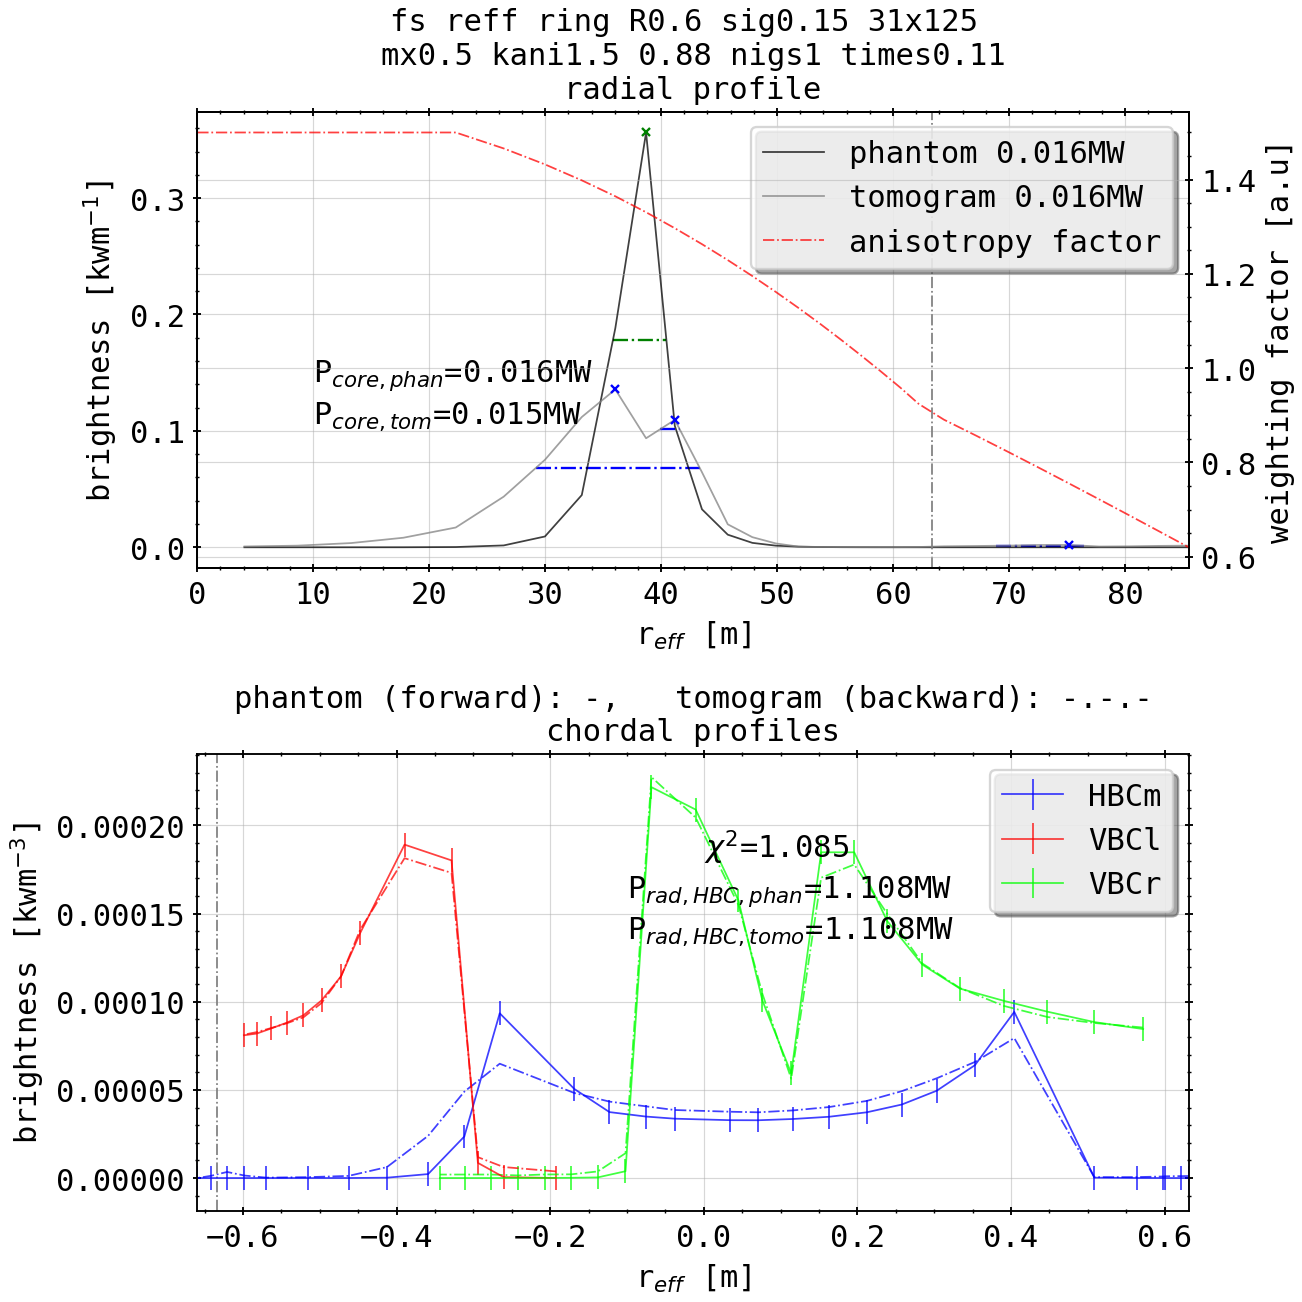 fs reff ring R0.6 sig0.15 31x125
mx0.5 kani1.5 0.88 nigs1 times0.11
radial profile
brightness [kwm⁻¹]
0.3
0.2
0.1
0.0
phantom 0.016MW
tomogram 0.016MW
anisotropy factor
P_core,phan=0.016MW
P_core,tom=0.015MW
1.4
1.2
1.0
0.8
0.6
weighting factor [a.u]
0 10 20 30 40 50 60 70 80
r_eff [m]
phantom (forward): -,   tomogram (backward): -.-.-
chordal profiles
brightness [kwm⁻³]
0.00020
0.00015
0.00010
0.00005
0.00000
HBCm
VBCl
VBCr
χ²=1.085
P_rad,HBC,phan=1.108MW
P_rad,HBC,tomo=1.108MW
−0.6 −0.4 −0.2 0.0 0.2 0.4 0.6
r_eff [m]